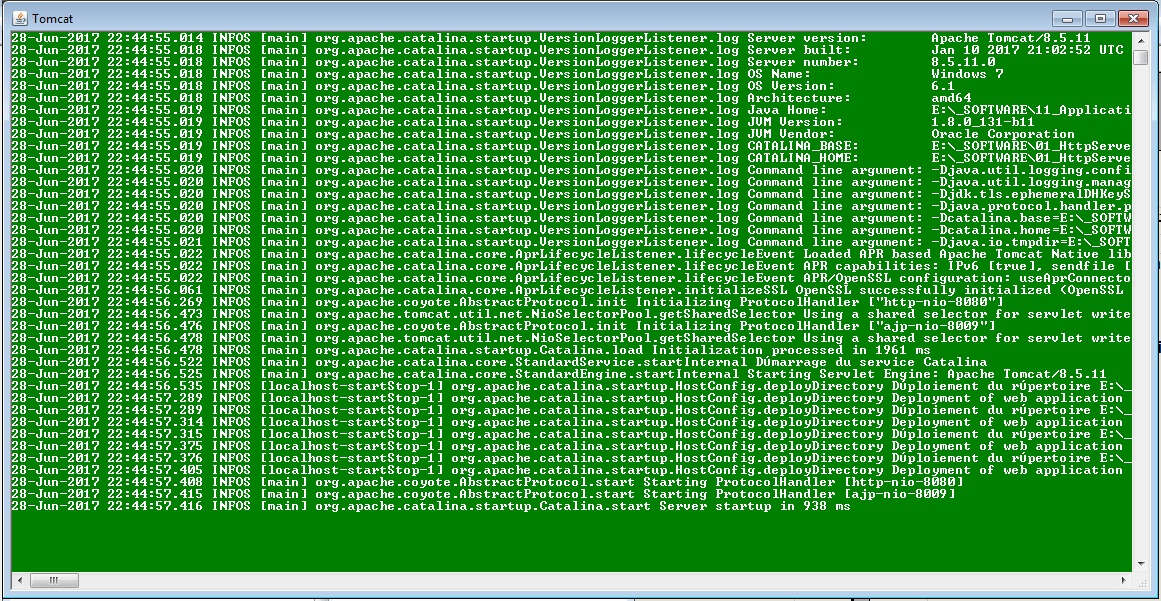 Tomcat
28-Jun-2017 22:44:55.014 INFOS [main] org.apache.catalina.startup.VersionLoggerListener.log Server version: Apache Tomcat/8.5.11
28-Jun-2017 22:44:55.018 INFOS [main] org.apache.catalina.startup.VersionLoggerListener.log Server built: Jan 10 2017 21:02:52 UTC
28-Jun-2017 22:44:55.018 INFOS [main] org.apache.catalina.startup.VersionLoggerListener.log Server number: 8.5.11.0
28-Jun-2017 22:44:55.018 INFOS [main] org.apache.catalina.startup.VersionLoggerListener.log OS Name: Windows 7
28-Jun-2017 22:44:55.018 INFOS [main] org.apache.catalina.startup.VersionLoggerListener.log OS Version: 6.1
28-Jun-2017 22:44:55.018 INFOS [main] org.apache.catalina.startup.VersionLoggerListener.log Architecture: amd64
28-Jun-2017 22:44:55.019 INFOS [main] org.apache.catalina.startup.VersionLoggerListener.log Java Home: E:\_SOFTWARE\11_Applicati
28-Jun-2017 22:44:55.019 INFOS [main] org.apache.catalina.startup.VersionLoggerListener.log JVM Version: 1.8.0_131-b11
28-Jun-2017 22:44:55.019 INFOS [main] org.apache.catalina.startup.VersionLoggerListener.log JVM Vendor: Oracle Corporation
28-Jun-2017 22:44:55.019 INFOS [main] org.apache.catalina.startup.VersionLoggerListener.log CATALINA_BASE: E:\_SOFTWARE\01_HttpServe
28-Jun-2017 22:44:55.019 INFOS [main] org.apache.catalina.startup.VersionLoggerListener.log CATALINA_HOME: E:\_SOFTWARE\01_HttpServe
28-Jun-2017 22:44:55.020 INFOS [main] org.apache.catalina.startup.VersionLoggerListener.log Command line argument: -Djava.util.logging.confi
28-Jun-2017 22:44:55.020 INFOS [main] org.apache.catalina.startup.VersionLoggerListener.log Command line argument: -Djava.util.logging.manag
28-Jun-2017 22:44:55.020 INFOS [main] org.apache.catalina.startup.VersionLoggerListener.log Command line argument: -Djdk.tls.ephemeralDHKeyS
28-Jun-2017 22:44:55.020 INFOS [main] org.apache.catalina.startup.VersionLoggerListener.log Command line argument: -Djava.protocol.handler.p
28-Jun-2017 22:44:55.020 INFOS [main] org.apache.catalina.startup.VersionLoggerListener.log Command line argument: -Dcatalina.base=E:\_SOFTW
28-Jun-2017 22:44:55.020 INFOS [main] org.apache.catalina.startup.VersionLoggerListener.log Command line argument: -Dcatalina.home=E:\_SOFTW
28-Jun-2017 22:44:55.021 INFOS [main] org.apache.catalina.startup.VersionLoggerListener.log Command line argument: -Djava.io.tmpdir=E:\_SOFT
28-Jun-2017 22:44:55.022 INFOS [main] org.apache.catalina.core.AprLifecycleListener.lifecycleEvent Loaded APR based Apache Tomcat Native lib
28-Jun-2017 22:44:55.022 INFOS [main] org.apache.catalina.core.AprLifecycleListener.lifecycleEvent APR capabilities: IPv6 [true], sendfile [
28-Jun-2017 22:44:55.022 INFOS [main] org.apache.catalina.core.AprLifecycleListener.lifecycleEvent APR/OpenSSL configuration: useAprConnecto
28-Jun-2017 22:44:56.061 INFOS [main] org.apache.catalina.core.AprLifecycleListener.initializeSSL OpenSSL successfully initialized (OpenSSL
28-Jun-2017 22:44:56.269 INFOS [main] org.apache.coyote.AbstractProtocol.init Initializing ProtocolHandler ["http-nio-8080"]
28-Jun-2017 22:44:56.473 INFOS [main] org.apache.tomcat.util.net.NioSelectorPool.getSharedSelector Using a shared selector for servlet write
28-Jun-2017 22:44:56.476 INFOS [main] org.apache.coyote.AbstractProtocol.init Initializing ProtocolHandler ["ajp-nio-8009"]
28-Jun-2017 22:44:56.478 INFOS [main] org.apache.tomcat.util.net.NioSelectorPool.getSharedSelector Using a shared selector for servlet write
28-Jun-2017 22:44:56.478 INFOS [main] org.apache.catalina.startup.Catalina.load Initialization processed in 1961 ms
28-Jun-2017 22:44:56.522 INFOS [main] org.apache.catalina.core.StandardService.startInternal DÚmarrage du service Catalina
28-Jun-2017 22:44:56.525 INFOS [main] org.apache.catalina.core.StandardEngine.startInternal Starting Servlet Engine: Apache Tomcat/8.5.11
28-Jun-2017 22:44:56.535 INFOS [localhost-startStop-1] org.apache.catalina.startup.HostConfig.deployDirectory DÚploiement du rÚpertoire E:\_
28-Jun-2017 22:44:57.289 INFOS [localhost-startStop-1] org.apache.catalina.startup.HostConfig.deployDirectory Deployment of web application
28-Jun-2017 22:44:57.289 INFOS [localhost-startStop-1] org.apache.catalina.startup.HostConfig.deployDirectory DÚploiement du rÚpertoire E:\_
28-Jun-2017 22:44:57.314 INFOS [localhost-startStop-1] org.apache.catalina.startup.HostConfig.deployDirectory Deployment of web application
28-Jun-2017 22:44:57.315 INFOS [localhost-startStop-1] org.apache.catalina.startup.HostConfig.deployDirectory DÚploiement du rÚpertoire E:\_
28-Jun-2017 22:44:57.375 INFOS [localhost-startStop-1] org.apache.catalina.startup.HostConfig.deployDirectory Deployment of web application
28-Jun-2017 22:44:57.376 INFOS [localhost-startStop-1] org.apache.catalina.startup.HostConfig.deployDirectory DÚploiement du rÚpertoire E:\_
28-Jun-2017 22:44:57.405 INFOS [localhost-startStop-1] org.apache.catalina.startup.HostConfig.deployDirectory Deployment of web application
28-Jun-2017 22:44:57.408 INFOS [main] org.apache.coyote.AbstractProtocol.start Starting ProtocolHandler [http-nio-8080]
28-Jun-2017 22:44:57.415 INFOS [main] org.apache.coyote.AbstractProtocol.start Starting ProtocolHandler [ajp-nio-8009]
28-Jun-2017 22:44:57.416 INFOS [main] org.apache.catalina.startup.Catalina.start Server startup in 938 ms